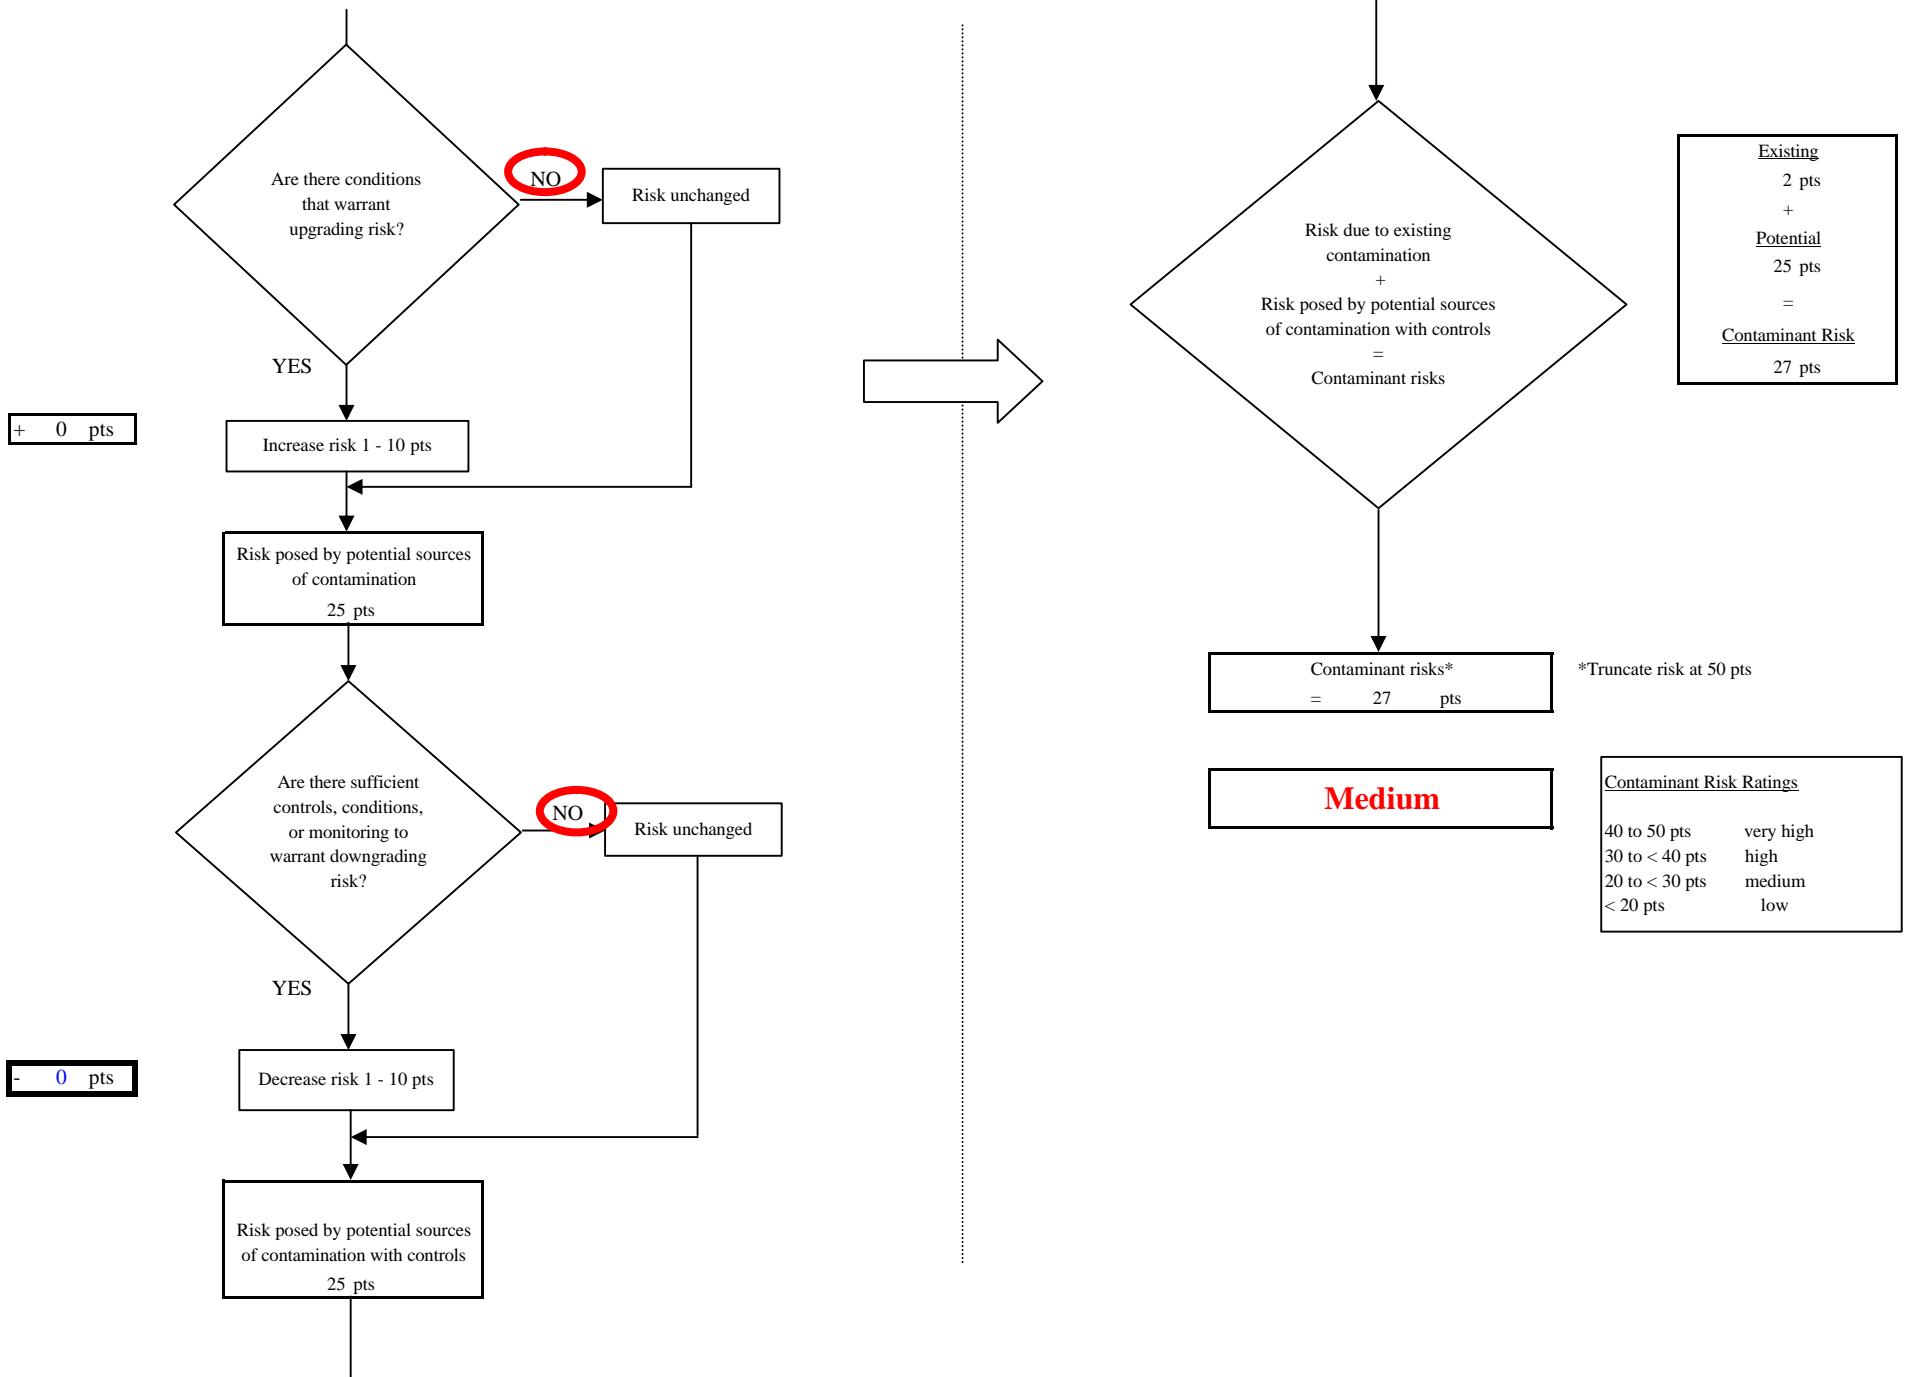 Are there conditions
that warrant
upgrading risk?
NO
Risk unchanged
YES
+ 0 pts
Increase risk 1 - 10 pts
Risk posed by potential sources
of contamination
25 pts
Are there sufficient
controls, conditions,
or monitoring to
warrant downgrading
risk?
NO
Risk unchanged
YES
- 0 pts
Decrease risk 1 - 10 pts
Risk posed by potential sources
of contamination with controls
25 pts
Risk due to existing
contamination
+
Risk posed by potential sources
of contamination with controls
=
Contaminant risks
Existing
2 pts
+
Potential
25 pts
=
Contaminant Risk
27 pts
Contaminant risks*
= 27 pts
*Truncate risk at 50 pts
Medium
Contaminant Risk Ratings
40 to 50 pts very high
30 to < 40 pts high
20 to < 30 pts medium
< 20 pts low